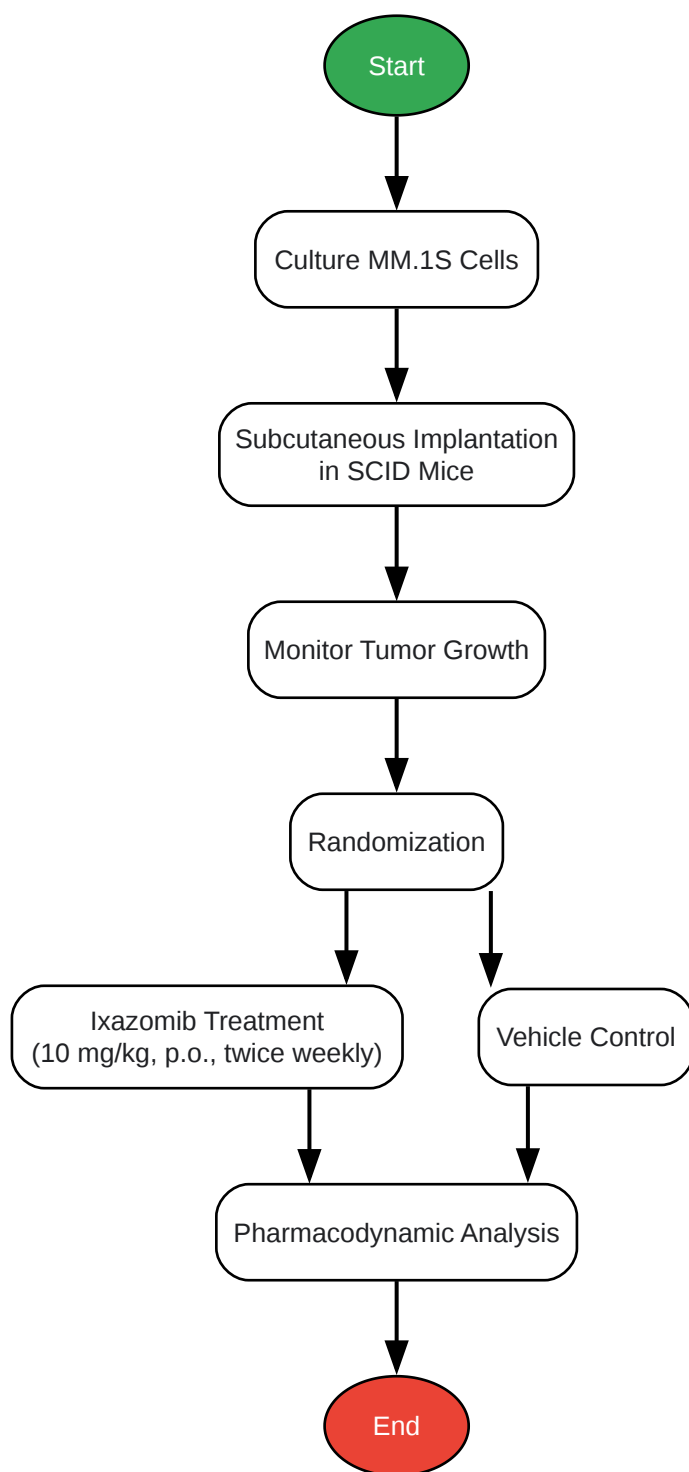 Start
Culture MM.1S Cells
Subcutaneous Implantation
in SCID Mice
Monitor Tumor Growth
Randomization
Ixazomib Treatment
(10 mg/kg, p.o., twice weekly)
Vehicle Control
Pharmacodynamic Analysis
End